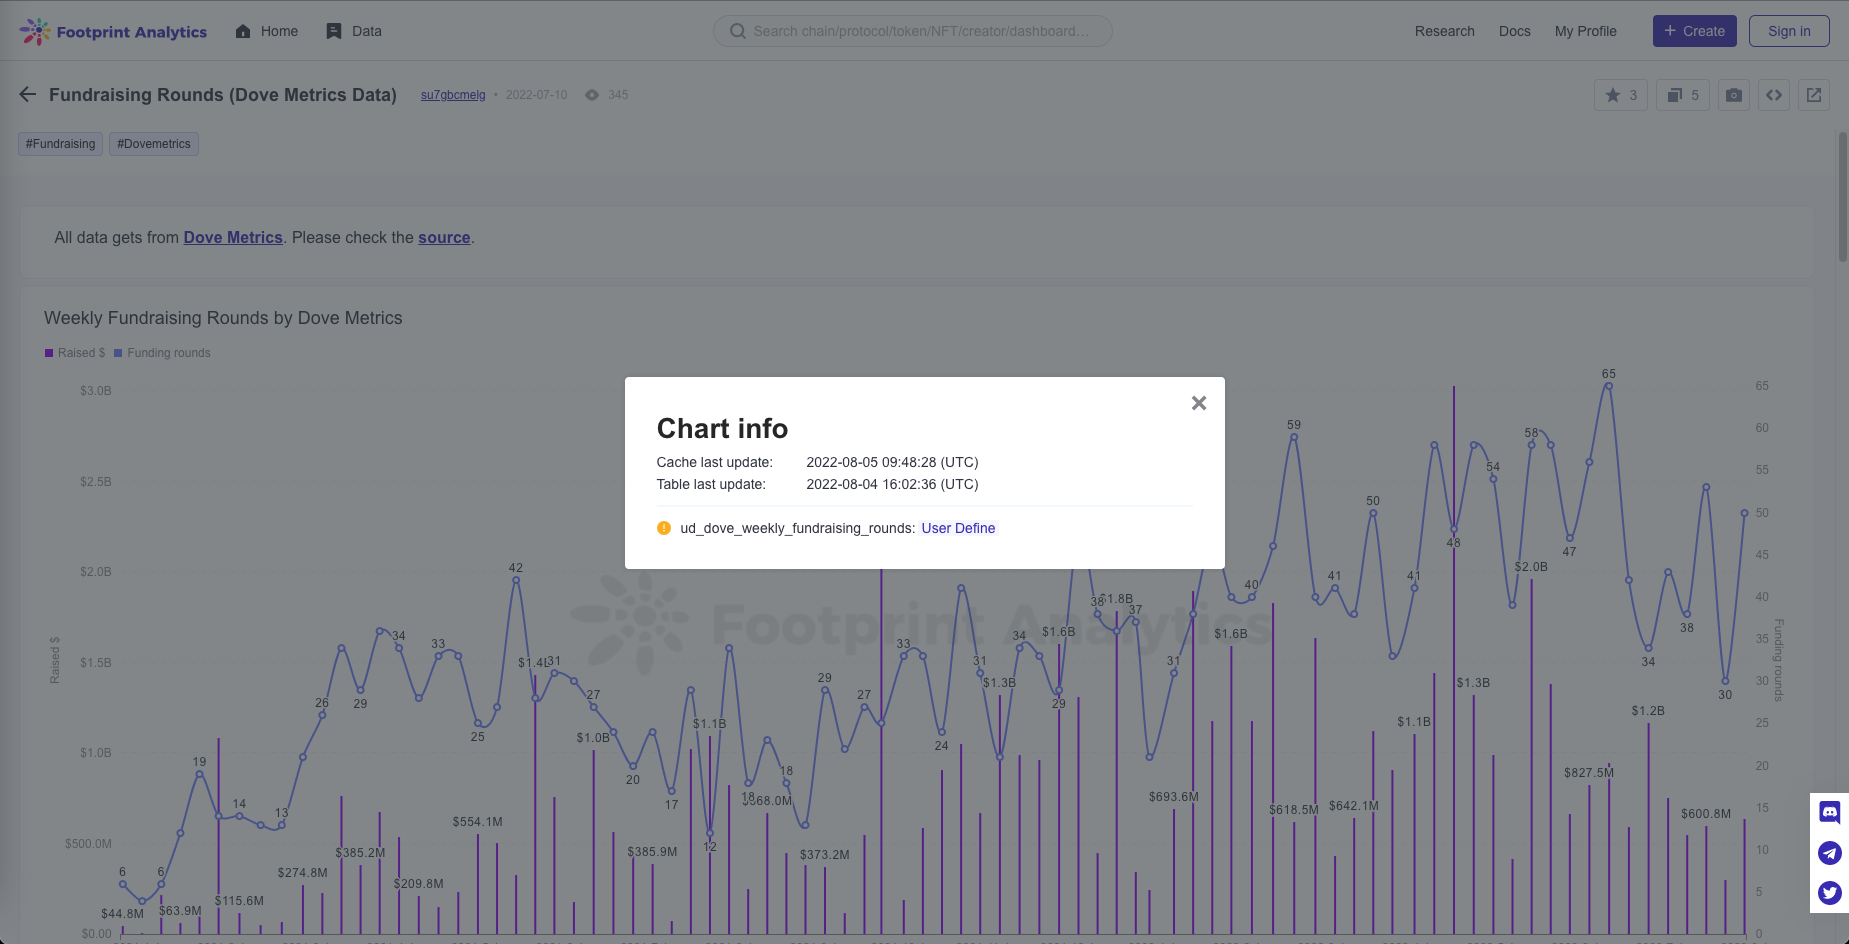 Footprint Analytics
Home
Data
Search chain/protocol/token/NFT/creator/dashboard...
Research
Docs
My Profile
+ Create
Sign in
Fundraising Rounds (Dove Metrics Data)
su7gbcmelg • 2022-07-10 345
3
5
#Fundraising #Dovemetrics
All data gets from Dove Metrics. Please check the source.
Weekly Fundraising Rounds by Dove Metrics
Raised $ Funding rounds
Chart info
Cache last update: 2022-08-05 09:48:28 (UTC)
Table last update: 2022-08-04 16:02:36 (UTC)
ud_dove_weekly_fundraising_rounds: User Define
Footprint Analytics
Raised $
$3.0B
$2.5B
$2.0B
$1.5B
$1.0B
$500.0M
$0.00
Funding rounds
65
60
55
50
45
40
35
30
25
20
15
10
5
0
6
6
19
14
13
26
29
34
33
25
42
31
27
20
17
12
18
18
29
27
33
24
31
34
29
38
37
31
40
59
41
50
41
48
54
58
47
65
34
38
30
$44.8M
$63.9M
$115.6M
$274.8M
$385.2M
$209.8M
$554.1M
$1.0B
$385.9M
$1.1B
$373.2M
$1.3B
$1.6B
$1.8B
$693.6M
$1.6B
$618.5M
$642.1M
$1.1B
$1.3B
$2.0B
$827.5M
$1.2B
$600.8M